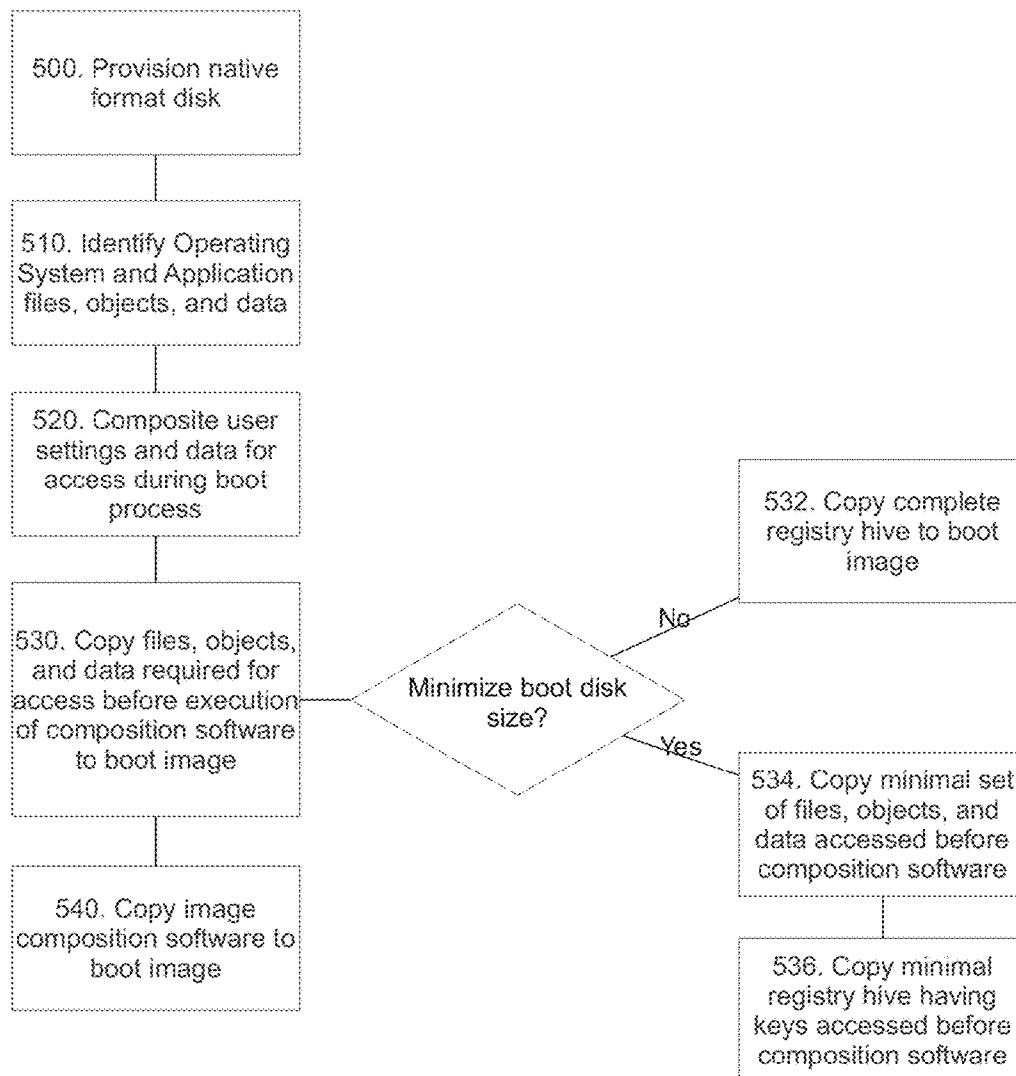 500. Provision native
format disk
510. Identify Operating
System and Application
files, objects, and data
520. Composite user
settings and data for
access during boot
process
530. Copy files, objects,
and data required for
access before execution
of composition software
to boot image
540. Copy image
composition software to
boot image
Minimize boot disk
size?
No
Yes
532. Copy complete
registry hive to boot
image
534. Copy minimal set
of files, objects, and
data accessed before
composition software
536. Copy minimal
registry hive having
keys accessed before
composition software